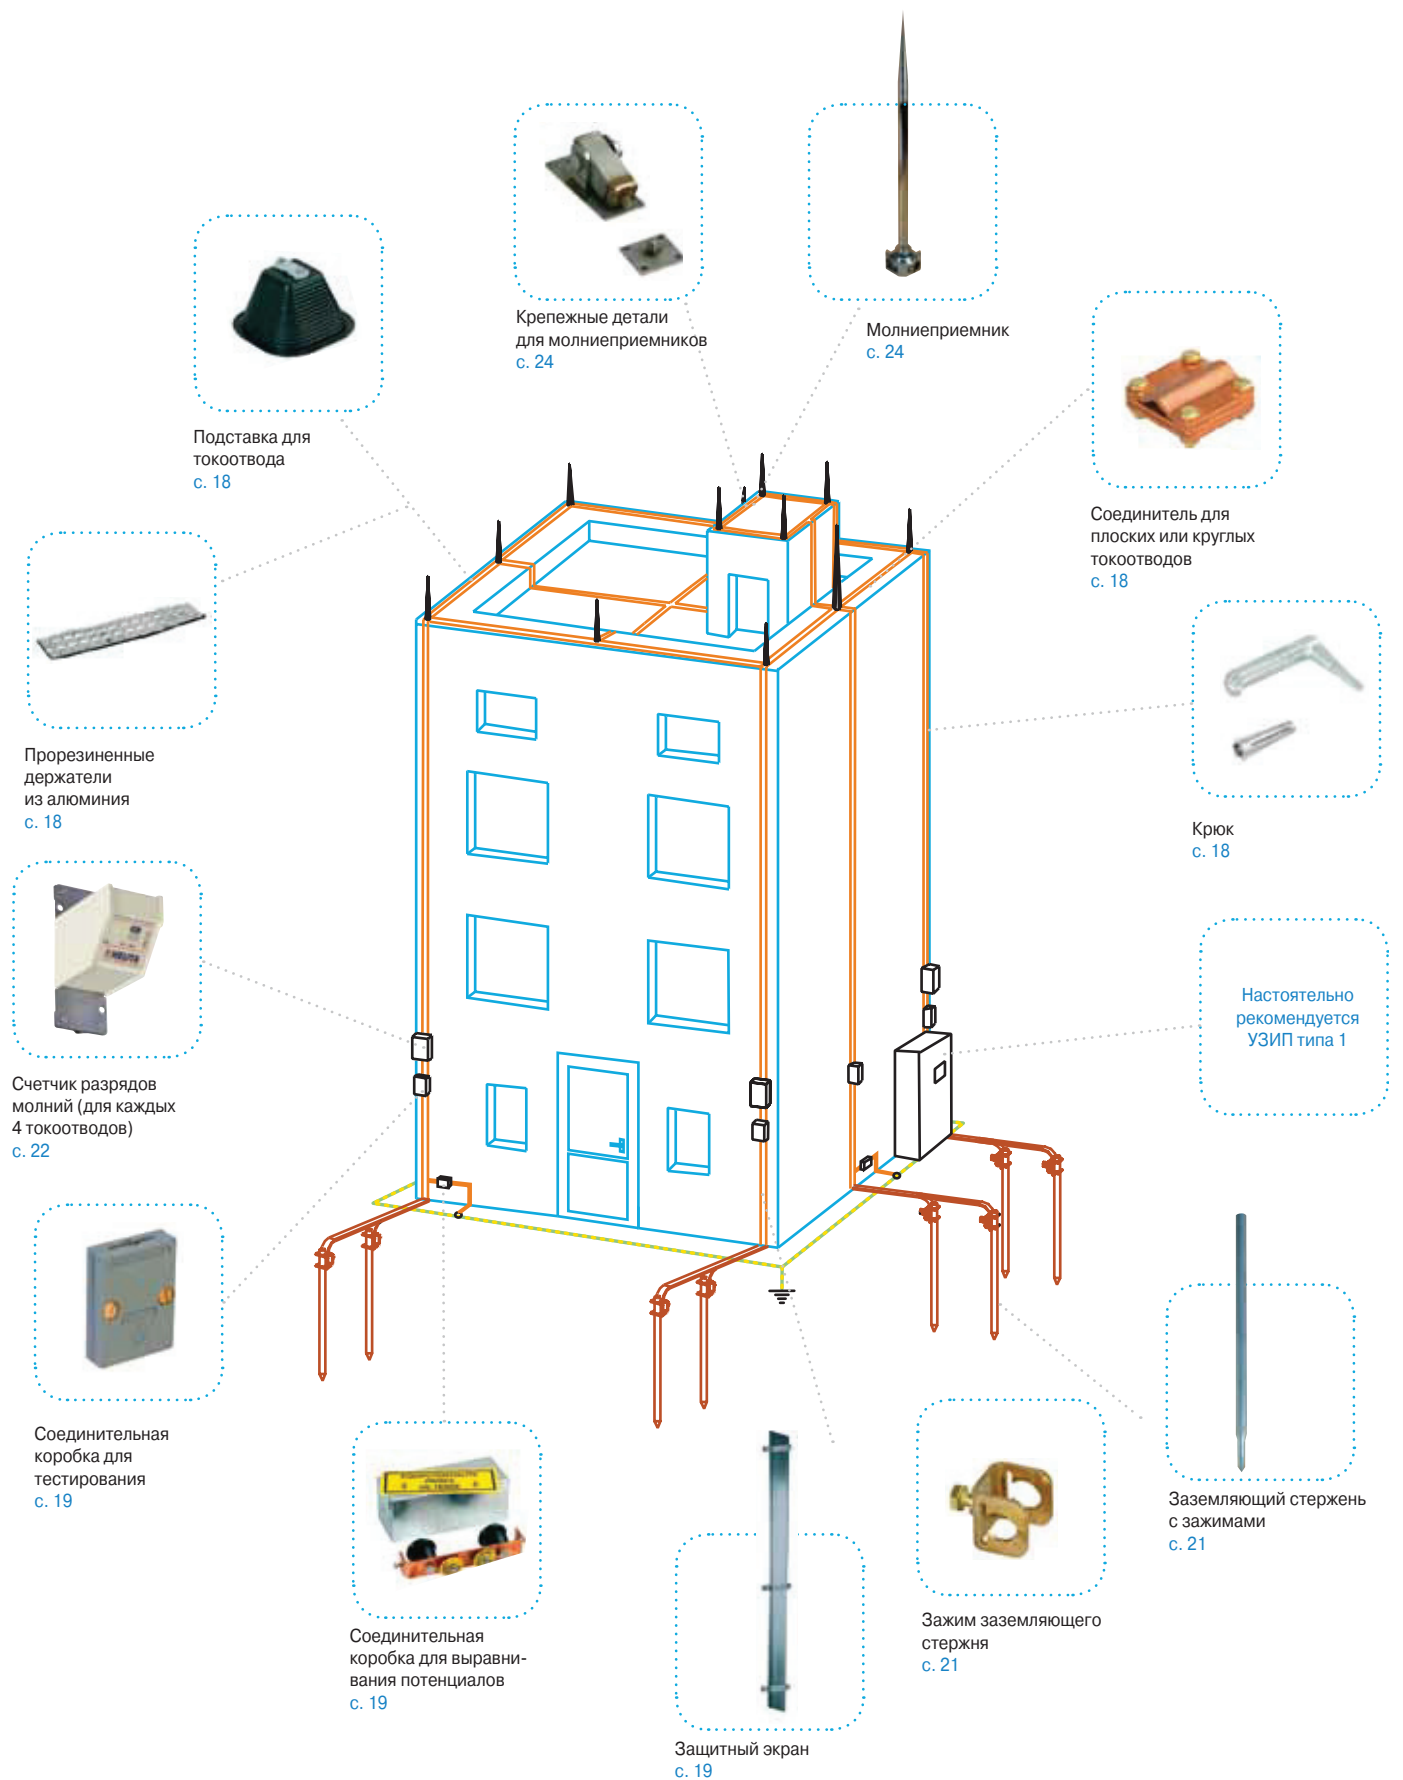 Крепежные детали
для молниеприемников
с. 24
Молниеприемник
с. 24
Подставка для
токоотвода
с. 18
Соединитель для
плоских или круглых
токоотводов
с. 18
Прорезиненные
держатели
из алюминия
с. 18
Крюк
с. 18
Счетчик разрядов
молний (для каждых
4 токоотводов)
с. 22
Настоятельно
рекомендуется
УЗИП типа 1
Соединительная
коробка для
тестирования
с. 19
Соединительная
коробка для выравни-
вания потенциалов
с. 19
Защитный экран
с. 19
Зажим заземляющего
стержня
с. 21
Заземляющий стержень
с зажимами
с. 21